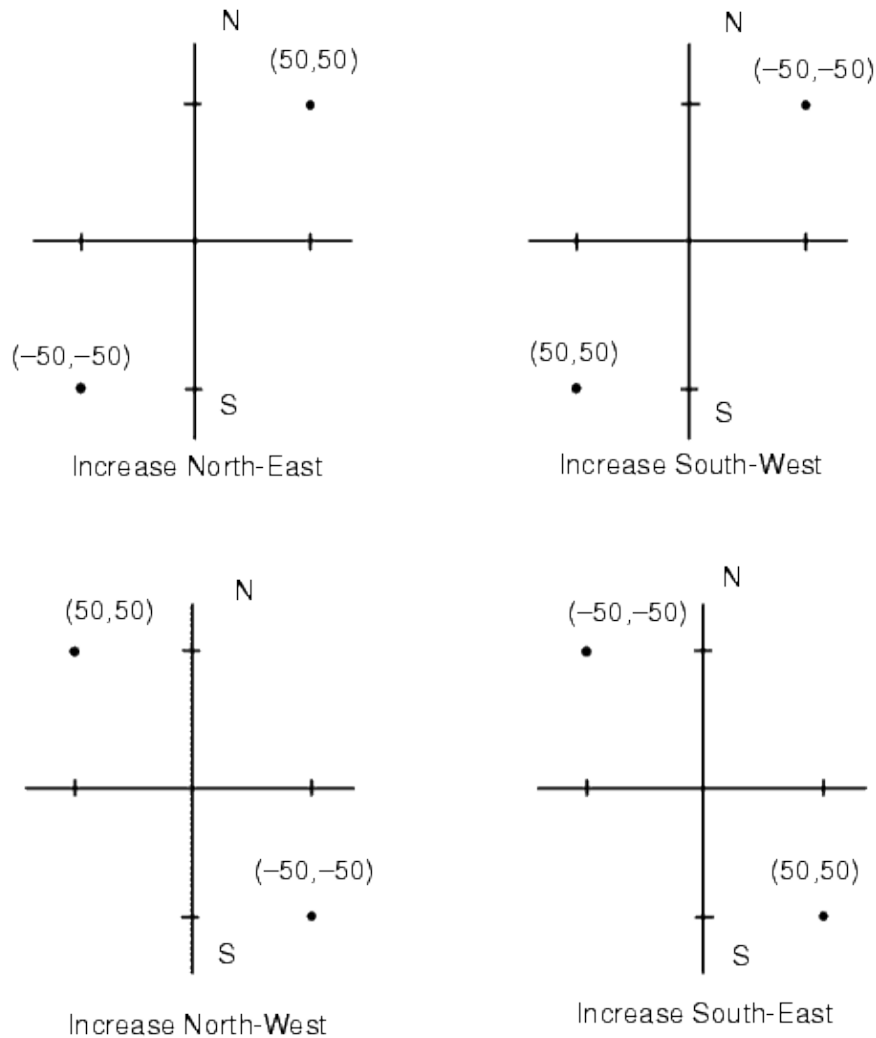 N
(50,50)
(–50,–50)
S
Increase North-East
N
(–50,–50)
(50,50)
S
Increase South-West
N
(50,50)
(–50,–50)
S
Increase North-West
N
(–50,–50)
(50,50)
S
Increase South-East